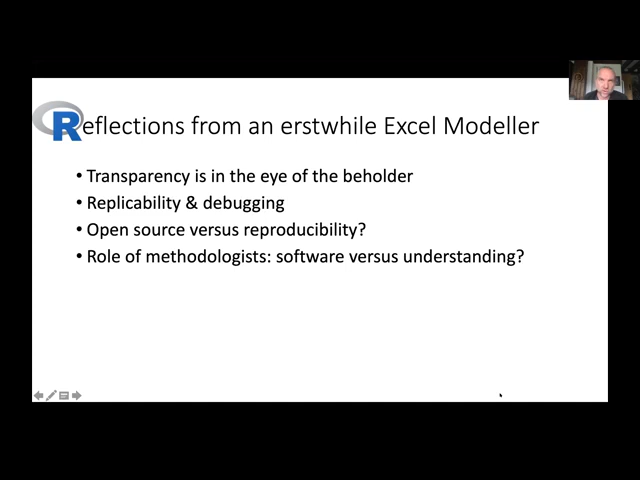 Reflections from an erstwhile Excel Modeller
• Transparency is in the eye of the beholder
• Replicability & debugging
• Open source versus reproducibility?
• Role of methodologists: software versus understanding?